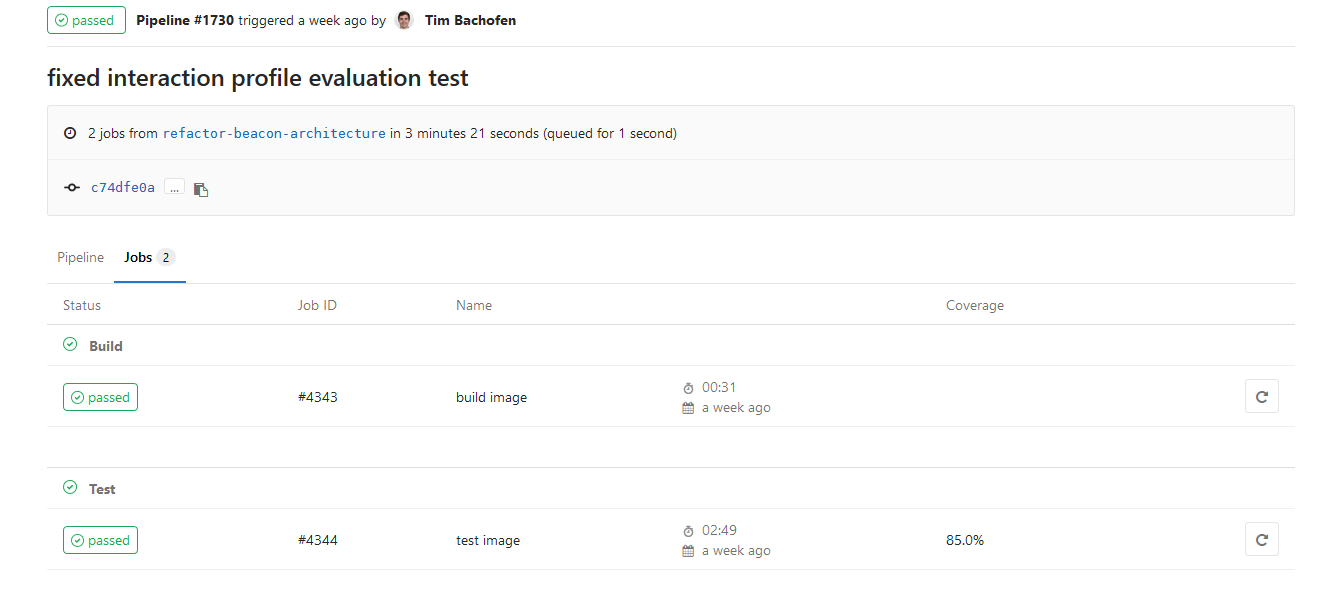 passed Pipeline #1730 triggered a week ago by Tim Bachofen
fixed interaction profile evaluation test
2 jobs from refactor-beacon-architecture in 3 minutes 21 seconds (queued for 1 second)
c74dfe0a ...
Pipeline Jobs 2
Status Job ID Name Coverage
Build
passed #4343 build image 00:31
a week ago
Test
passed #4344 test image 02:49 85.0%
a week ago